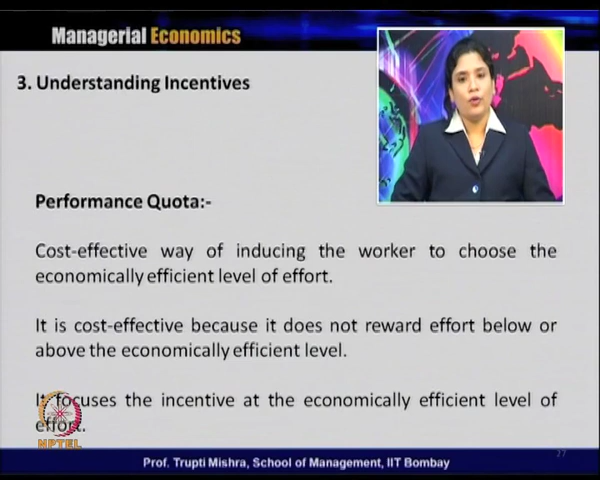 Managerial Economics
3. Understanding Incentives
Performance Quota:-
Cost-effective way of inducing the worker to choose the
economically efficient level of effort.
It is cost-effective because it does not reward effort below or
above the economically efficient level.
It focuses the incentive at the economically efficient level of
effort.
NPTEL
27
Prof. Trupti Mishra, School of Management, IIT Bombay